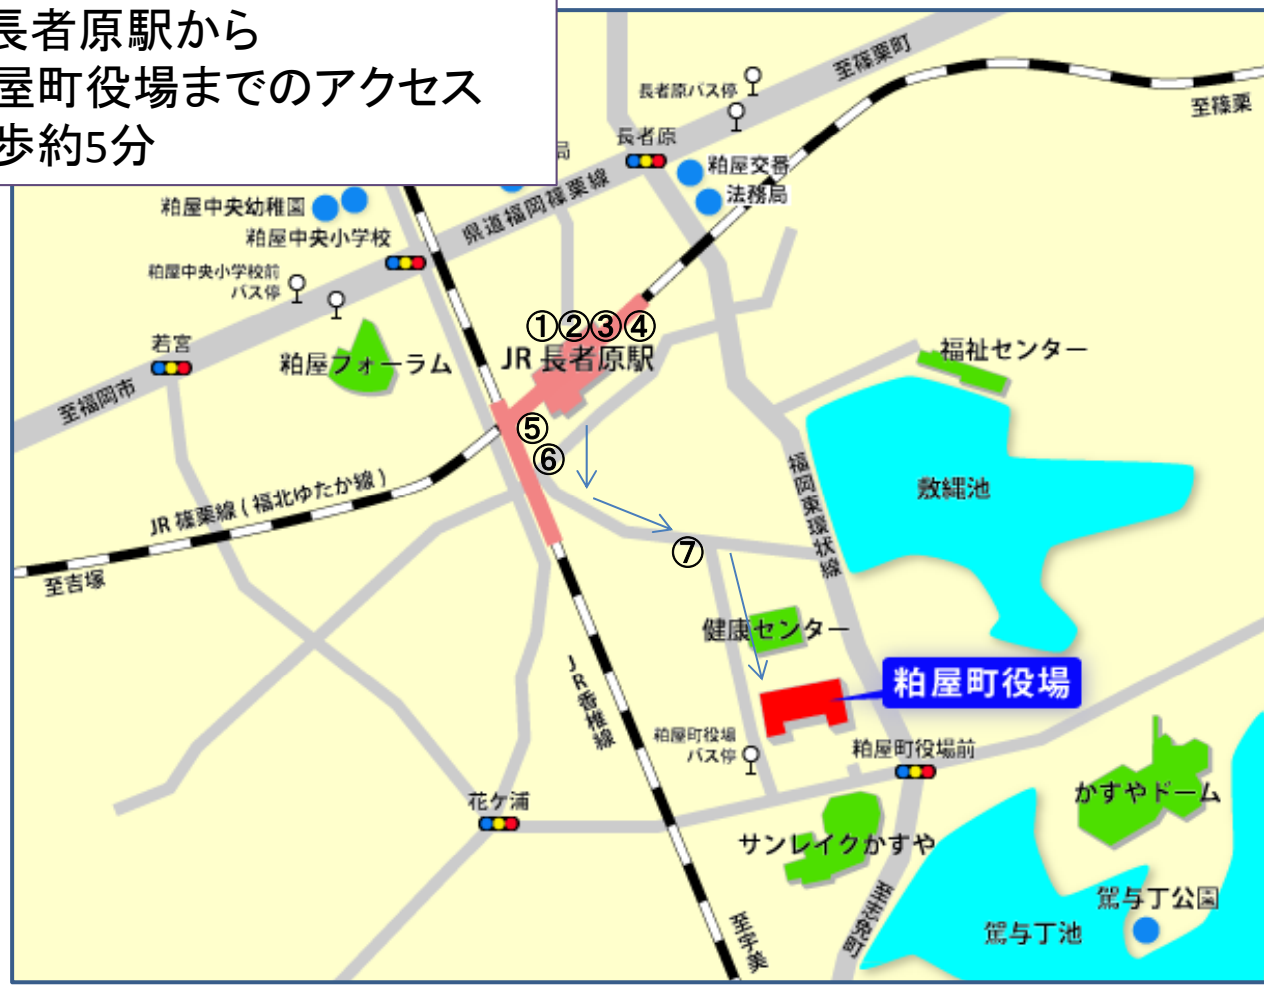 長者原駅から
屋町役場までのアクセス
歩約5分
至篠栗町
長者原バス停
至篠栗
長者原
局
粕屋交番
法務局
県道福岡篠栗線
粕屋中央幼稚園
粕屋中央小学校
粕屋中央小学校前
バス停
若宮
粕屋フォーラム
至福岡市
①②③④
JR 長者原駅
⑤
⑥
福祉センター
敷縄池
福岡東環状線
JR 篠栗線 ( 福北ゆたか線 )
至吉塚
⑦
健康センター
粕屋町役場
JR香椎線
粕屋町役場
バス停
粕屋町役場前
花ケ浦
サンレイクかすや
かすやドーム
駕与丁公園
駕与丁池
至志免町
至宇美